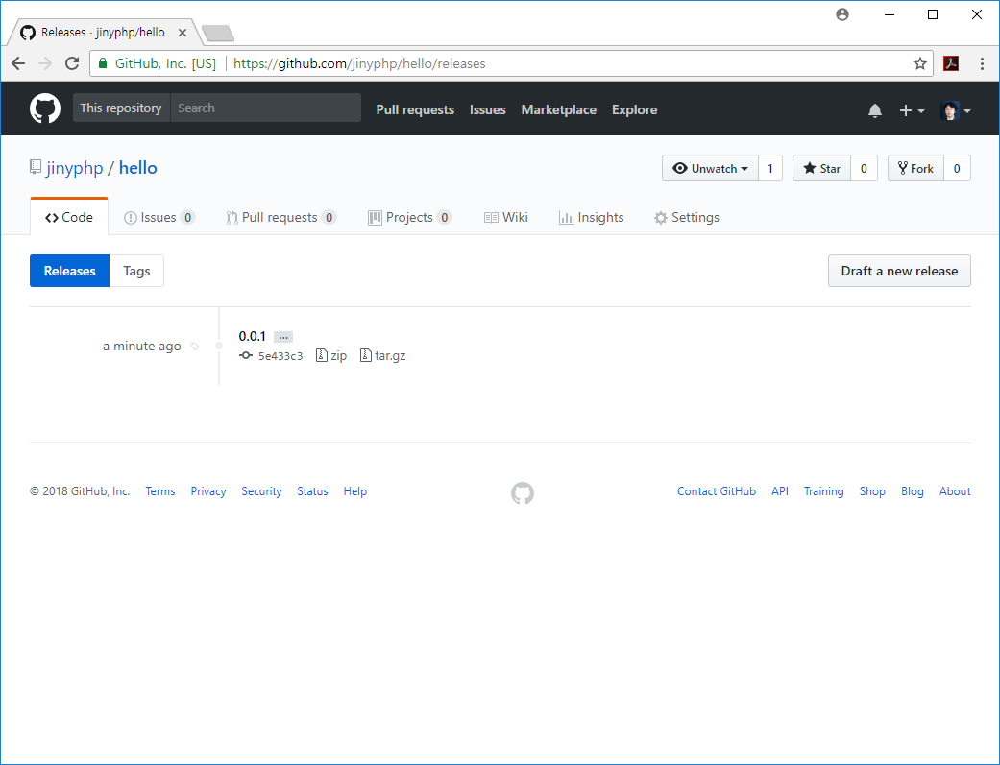 Releases · jinyphp/hello
GitHub, Inc. [US] https://github.com/jinyphp/hello/releases
This repository Search Pull requests Issues Marketplace Explore
jinyphp / hello Unwatch 1 Star 0 Fork 0
Code Issues 0 Pull requests 0 Projects 0 Wiki Insights Settings
Releases Tags Draft a new release
0.0.1 ...
a minute ago
5e433c3 zip tar.gz
© 2018 GitHub, Inc. Terms Privacy Security Status Help Contact GitHub API Training Shop Blog About